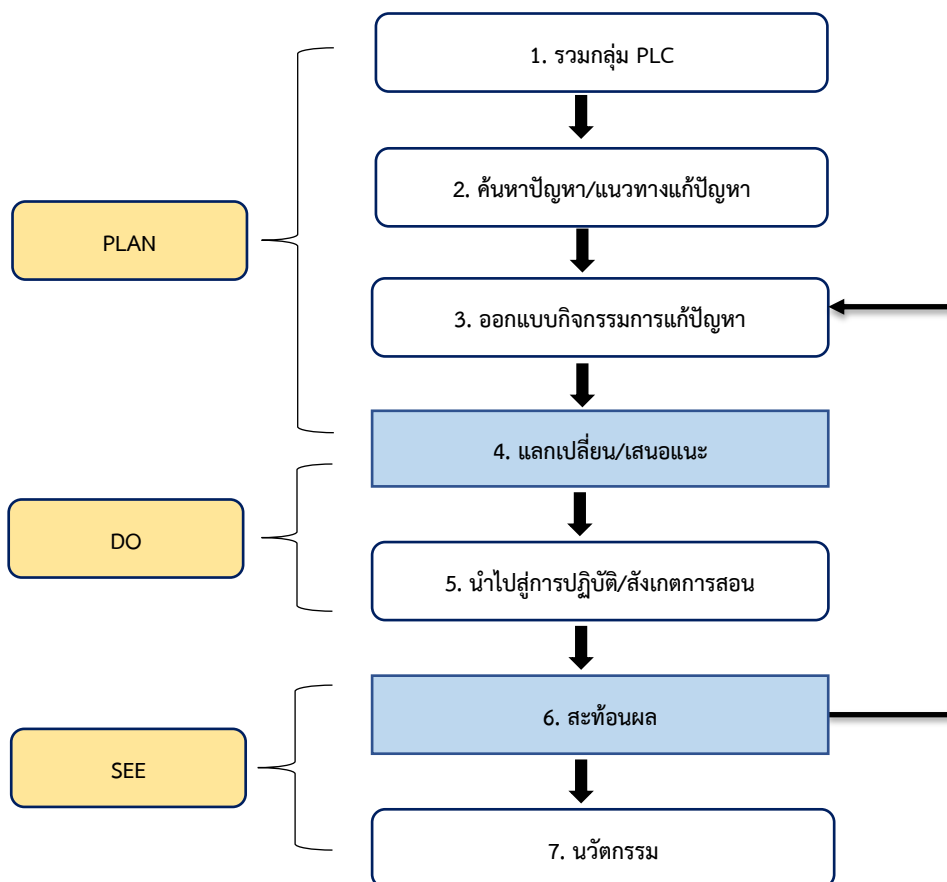 1. รวมกลุ่ม PLC
2. ค้นหาปัญหา/แนวทางแก้ปัญหา
PLAN
3. ออกแบบกิจกรรมการแก้ปัญหา
4. แลกเปลี่ยน/เสนอแนะ
DO
5. นำไปสู่การปฏิบัติ/สังเกตการสอน
6. สะท้อนผล
SEE
7. นวัตกรรม